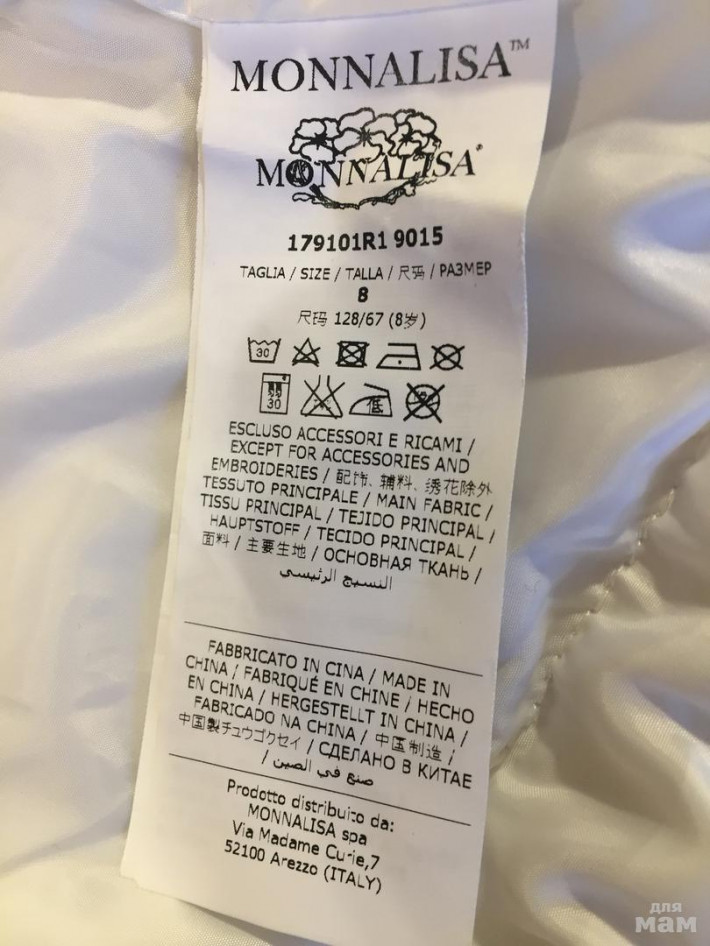 MONNALISA™
MONNALISA®
179101R1 9015
TAGLIA / SIZE / TALLA / 尺码 / РАЗМЕР
8
尺码 128/67 (8岁)
30
30 低
ESCLUSO ACCESSORI E RICAMI /
EXCEPT FOR ACCESSORIES AND
EMBROIDERIES / 配饰、辅料、绣花除外
TESSUTO PRINCIPALE / MAIN FABRIC /
TISSU PRINCIPAL / TEJIDO PRINCIPAL /
HAUPTSTOFF / TECIDO PRINCIPAL /
面料 / 主要生地 / ОСНОВНАЯ ТКАНЬ /
النسيج الرئيسي
FABBRICATO IN CINA / MADE IN
CHINA / FABRIQUÉ EN CHINE / HECHO
EN CHINA / HERGESTELLT IN CHINA /
FABRICADO NA CHINA / 中国制造 /
中国製チュウゴクセイ / СДЕЛАНО В КИТАЕ
/ صنع في الصين
Prodotto distribuito da:
MONNALISA spa
Via Madame Curie,7
52100 Arezzo (ITALY)
для
мам